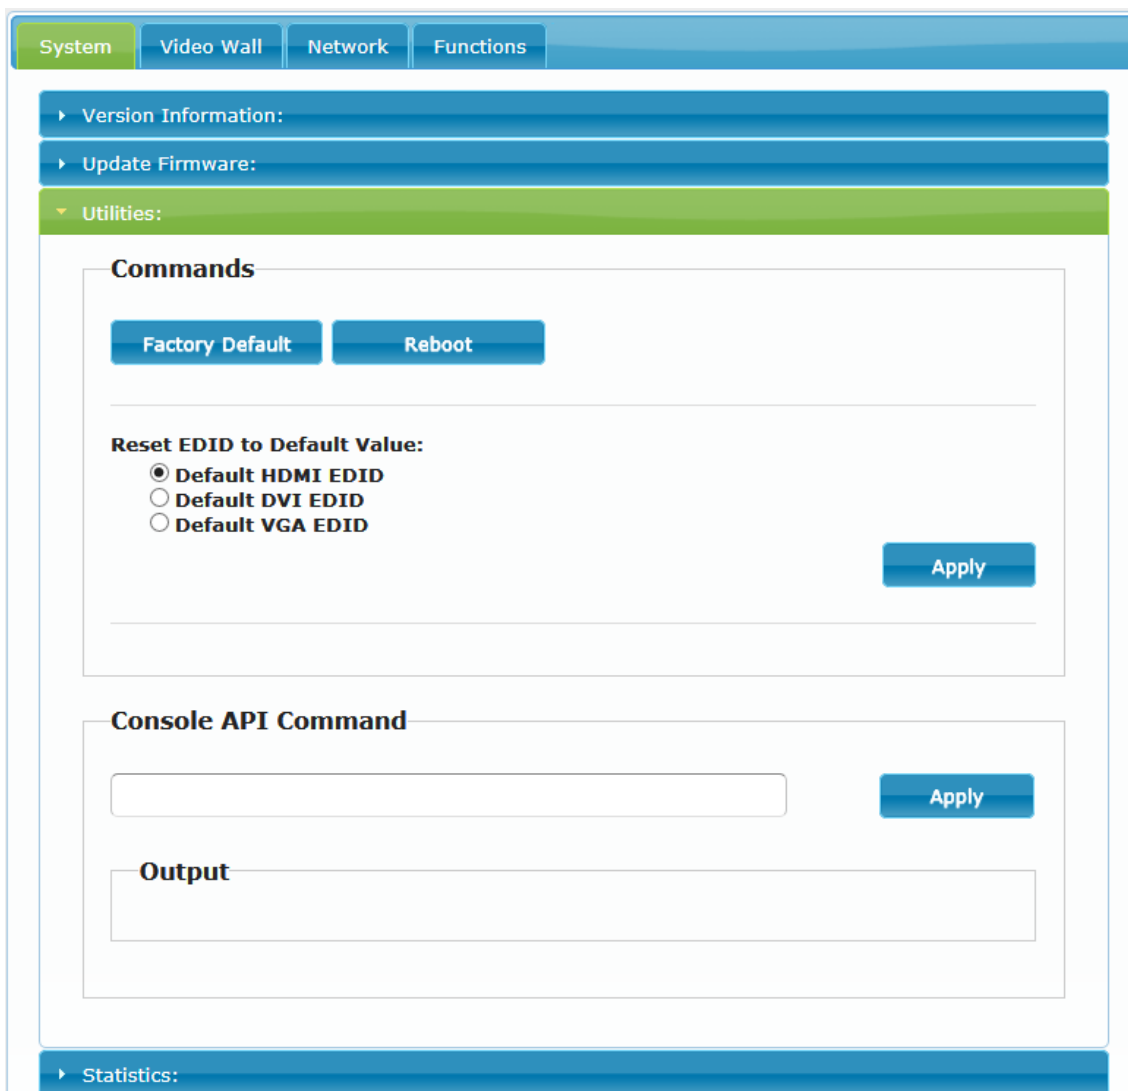 System Video Wall Network Functions
Version Information:
Update Firmware:
Utilities:
Commands
Factory Default Reboot
Reset EDID to Default Value:
Default HDMI EDID
Default DVI EDID
Default VGA EDID
Apply
Console API Command
Apply
Output
Statistics: